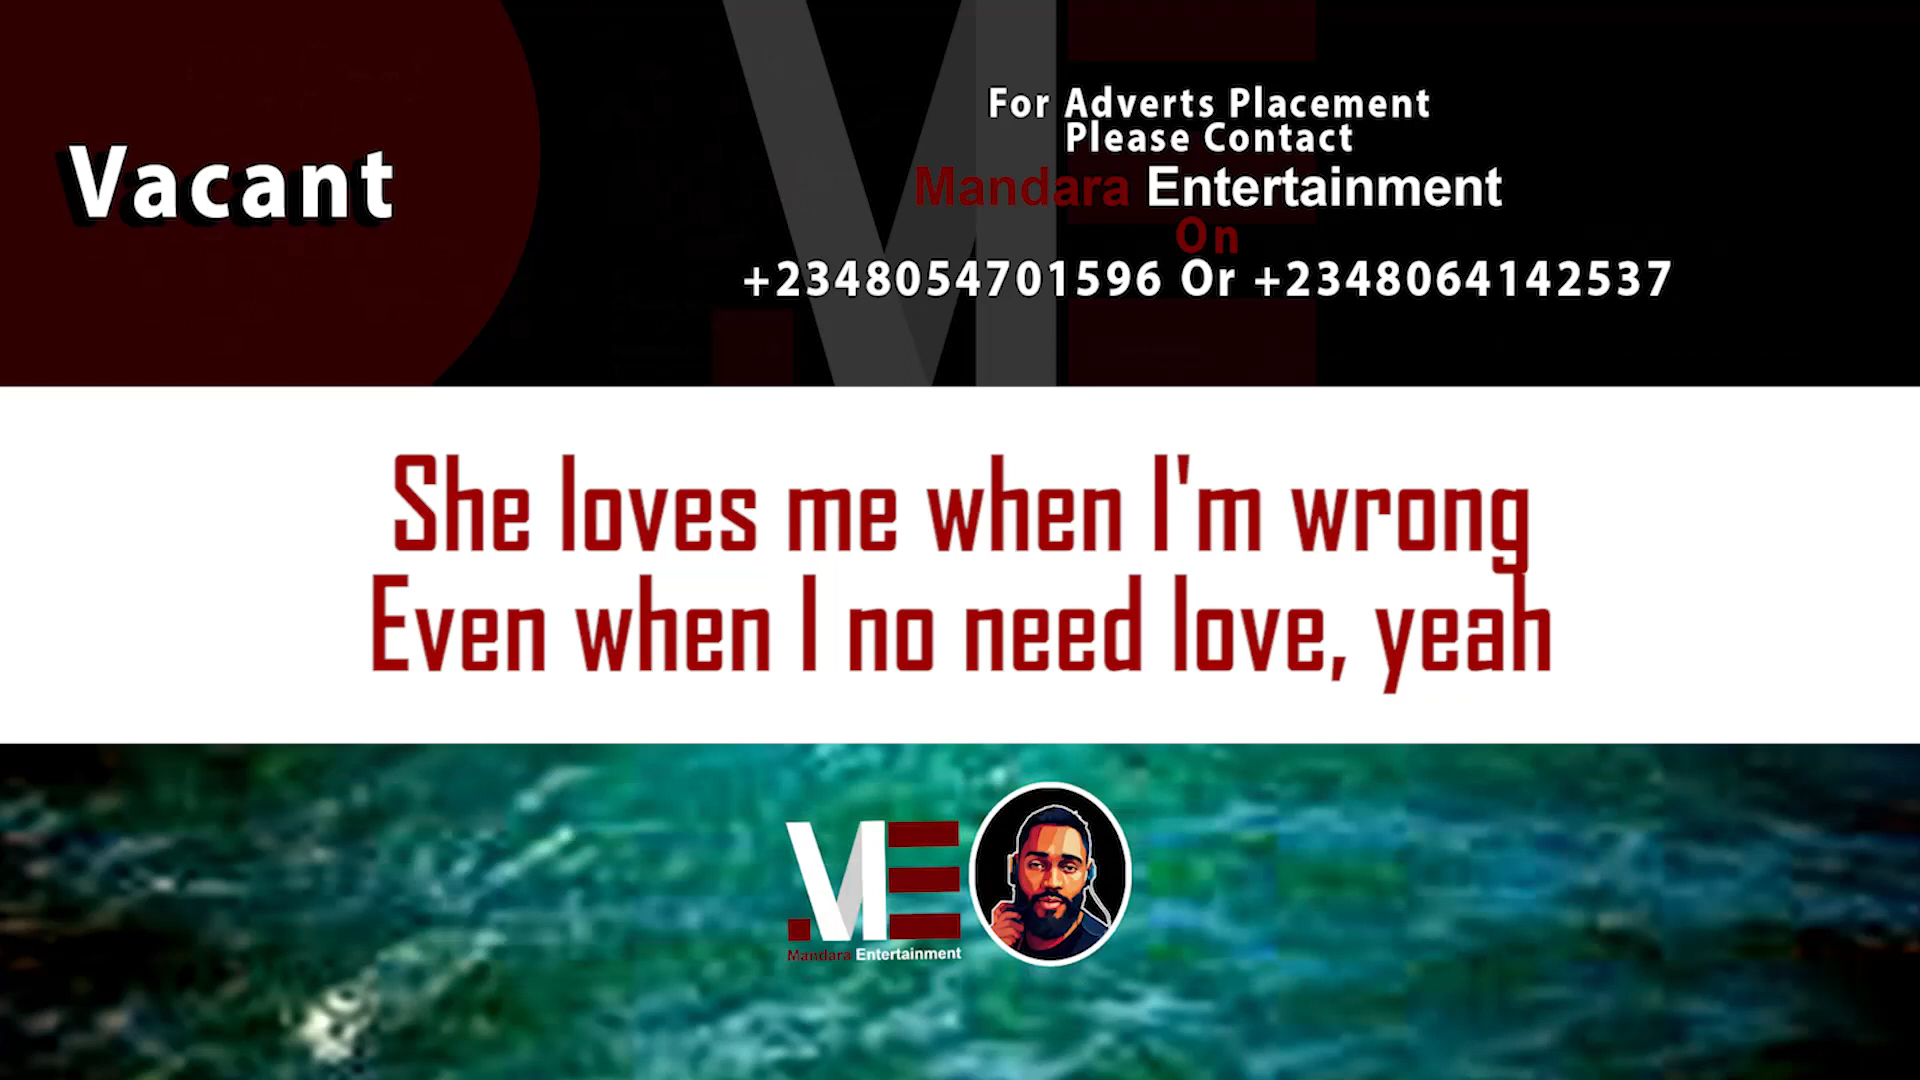 Vacant
For Adverts Placement
Please Contact
Mandara Entertainment
On
+2348054701596 Or +2348064142537
She loves me when I'm wrong
Even when I no need love, yeah
ME
Mandara Entertainment